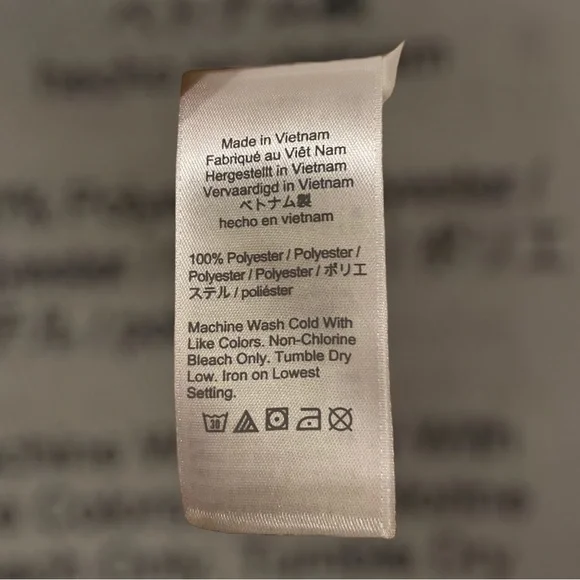 Made in Vietnam
Fabriqué au Viêt Nam
Hergestellt in Vietnam
Vervaardigd in Vietnam
ベトナム製
hecho en vietnam
100% Polyester / Polyester /
Polyester / Polyester / ポリエ
ステル / poliéster
Machine Wash Cold With
Like Colors. Non-Chlorine
Bleach Only. Tumble Dry
Low. Iron on Lowest
Setting.
30